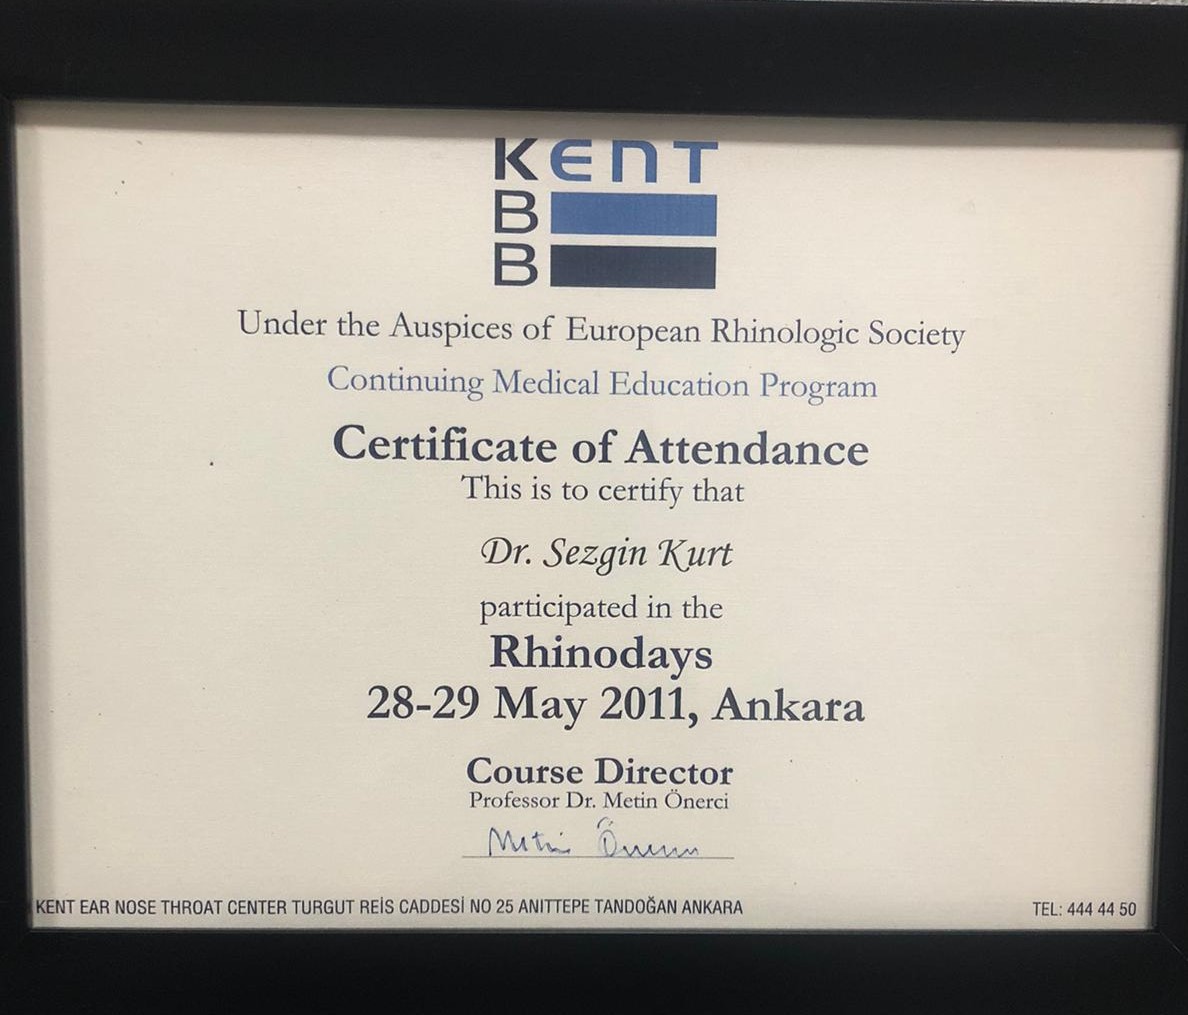 KENT
B
B
Under the Auspices of European Rhinologic Society
Continuing Medical Education Program
Certificate of Attendance
This is to certify that
Dr. Sezgin Kurt
participated in the
Rhinodays
28-29 May 2011, Ankara
Course Director
Professor Dr. Metin Önerci
Metin Önerci
KENT EAR NOSE THROAT CENTER TURGUT REİS CADDESİ NO 25 ANITTEPE TANDOĞAN ANKARA TEL: 444 44 50